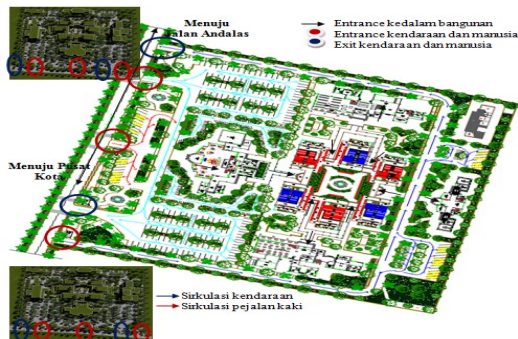 Menuju
Jalan Andalas
Entrance kedalam bangunan
Entrance kendaraan dan manusia
Exit kendaraan dan manusia
Menuju Pusat
Kota
Sirkulasi kendaraan
Sirkulasi pejalan kaki